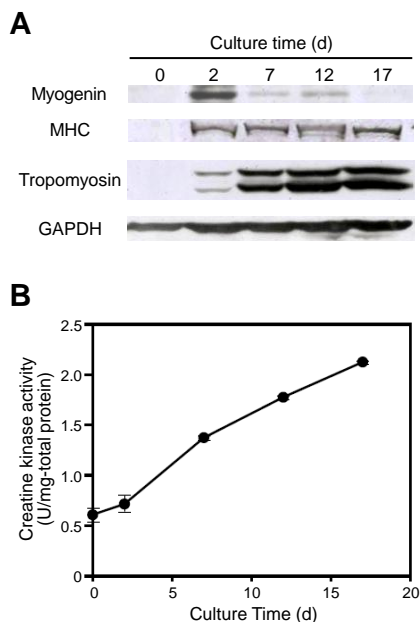 A
Culture time (d)
0 2 7 12 17
Myogenin
MHC
Tropomyosin
GAPDH
B
2.5
2.0
1.5
1.0
0.5
0
0 5 10 15 20
Creatine kinase activity
(U/mg-total protein)
Culture Time (d)